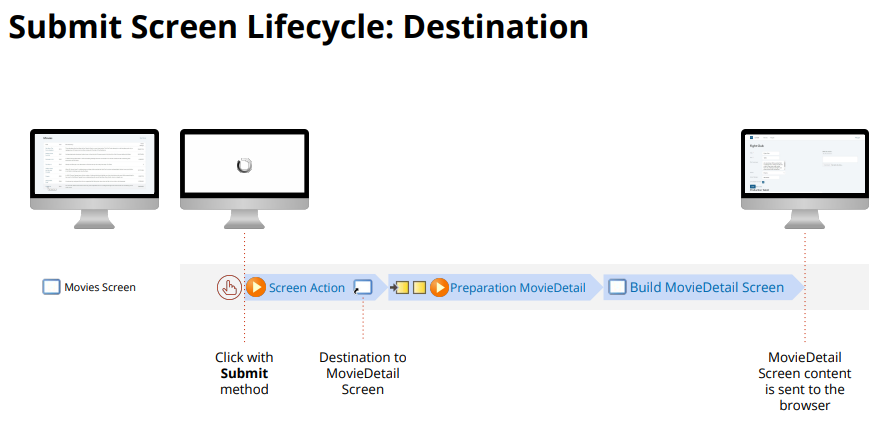 Submit Screen Lifecycle: Destination
Movies Screen
Screen Action
Preparation MovieDetail
Build MovieDetail Screen
Click with
Submit
method
Destination to
MovieDetail
Screen
MovieDetail
Screen content
is sent to the
browser